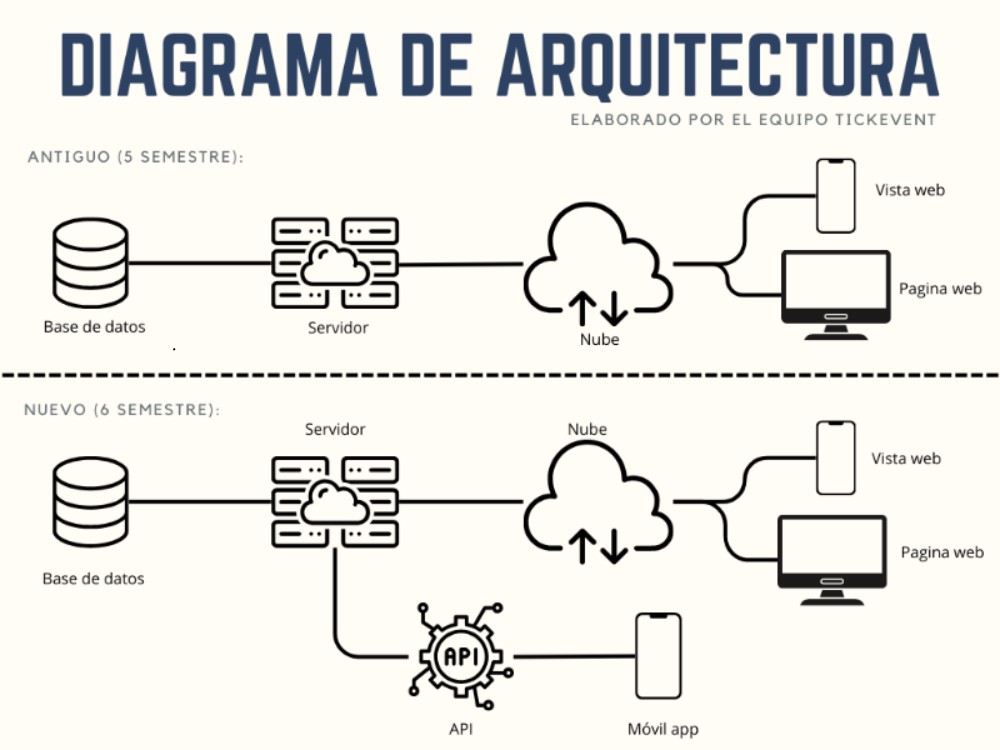 DIAGRAMA DE ARQUITECTURA
ELABORADO POR EL EQUIPO TICKEVENT
ANTIGUO (5 SEMESTRE):
Vista web
Pagina web
Base de datos
Servidor
Nube
NUEVO (6 SEMESTRE):
Servidor
Nube
Vista web
Pagina web
Base de datos
API
API
Móvil app